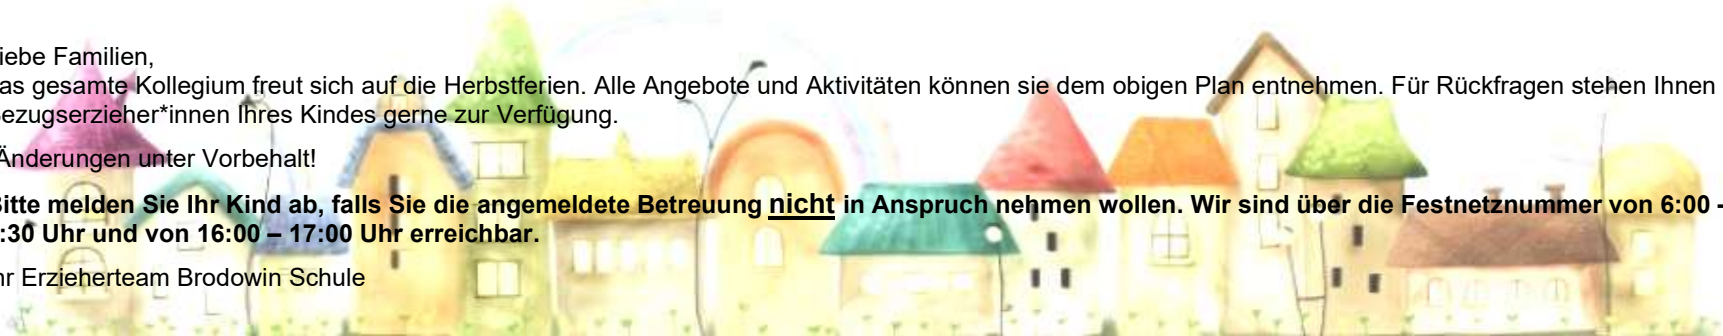 iebe Familien,
as gesamte Kollegium freut sich auf die Herbstferien. Alle Angebote und Aktivitäten können sie dem obigen Plan entnehmen. Für Rückfragen stehen Ihnen
ezugserzieher*innen Ihres Kindes gerne zur Verfügung.
Änderungen unter Vorbehalt!
itte melden Sie Ihr Kind ab, falls Sie die angemeldete Betreuung nicht in Anspruch nehmen wollen. Wir sind über die Festnetznummer von 6:00 -
:30 Uhr und von 16:00 – 17:00 Uhr erreichbar.
hr Erzieherteam Brodowin Schule